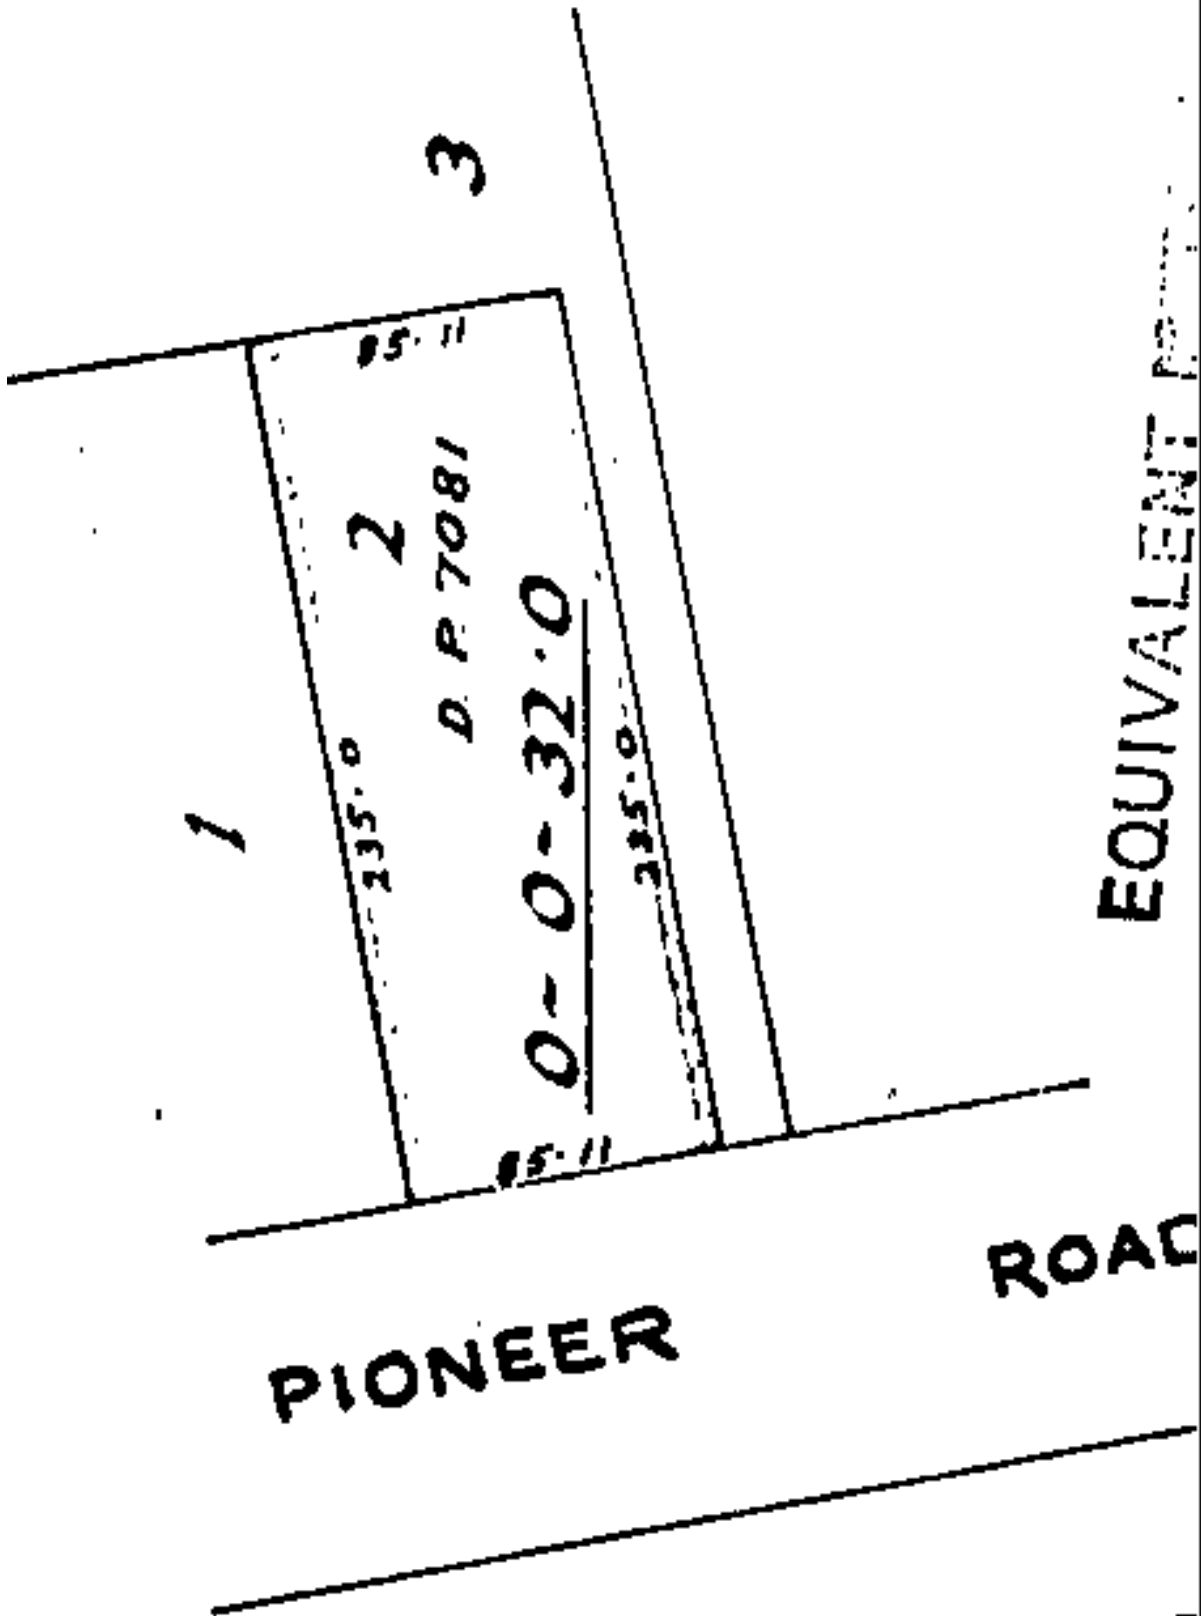 3
85·11
2
D. P. 7081
0-0-32·0
235·0
235·0
1
85·11
PIONEER ROAD
EQUIVALENT